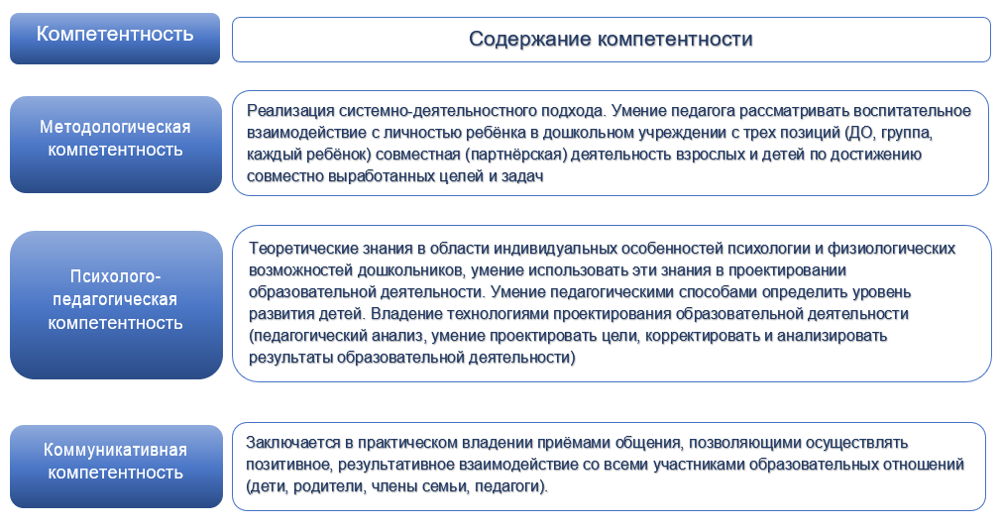 Компетентность
Содержание компетентности
Методологическая
компетентность
Реализация системно-деятельностного подхода. Умение педагога рассматривать воспитательное
взаимодействие с личностью ребёнка в дошкольном учреждении с трех позиций (ДО, группа,
каждый ребёнок) совместная (партнёрская) деятельность взрослых и детей по достижению
совместно выработанных целей и задач
Психолого-
педагогическая
компетентность
Теоретические знания в области индивидуальных особенностей психологии и физиологических
возможностей дошкольников, умение использовать эти знания в проектировании
образовательной деятельности. Умение педагогическими способами определить уровень
развития детей. Владение технологиями проектирования образовательной деятельности
(педагогический анализ, умение проектировать цели, корректировать и анализировать
результаты образовательной деятельности)
Коммуникативная
компетентность
Заключается в практическом владении приёмами общения, позволяющими осуществлять
позитивное, результативное взаимодействие со всеми участниками образовательных отношений
(дети, родители, члены семьи, педагоги).